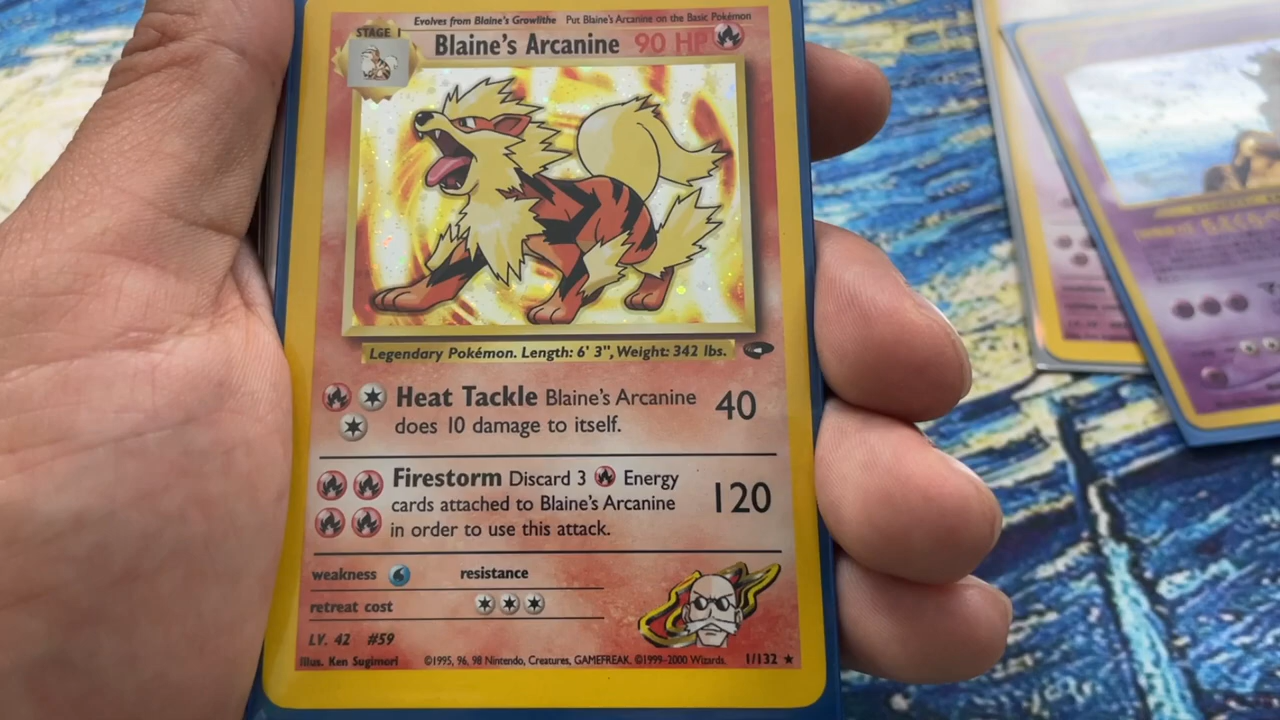 Evolves from Blaine's Growlithe Put Blaine's Arcanine on the Basic Pokémon
STAGE 1
Blaine's Arcanine 90 HP
Legendary Pokémon. Length: 6' 3", Weight: 342 lbs.
Heat Tackle Blaine's Arcanine
does 10 damage to itself.
40
Firestorm Discard 3 Energy
cards attached to Blaine's Arcanine
in order to use this attack.
120
weakness resistance
retreat cost
LV. 42 #59
Illus. Ken Sugimori ©1995, 96, 98 Nintendo, Creatures, GAMEFREAK. ©1999-2000 Wizards. 1/132 ★